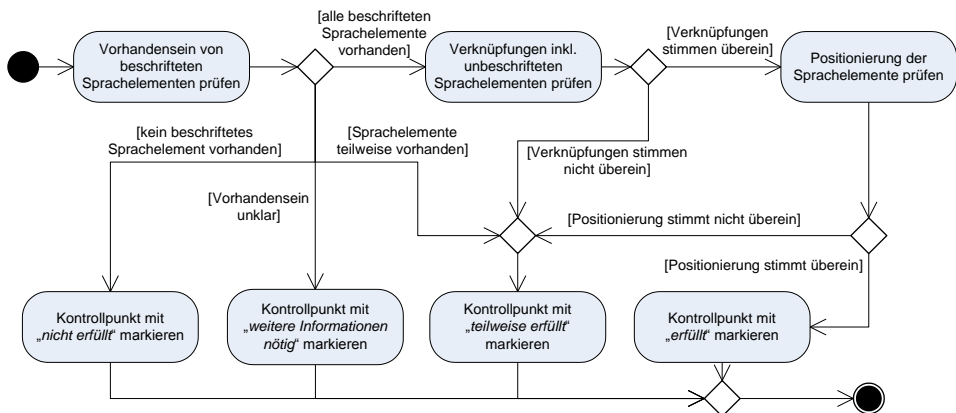 [alle beschrifteten
Sprachelemente
vorhanden]
[Verknüpfungen
stimmen überein]
Vorhandensein von
beschrifteten
Sprachelementen prüfen
Verknüpfungen inkl.
unbeschrifteten
Sprachelementen prüfen
Positionierung der
Sprachelemente prüfen
[kein beschriftetes
Sprachelement vorhanden]
[Sprachelemente
teilweise vorhanden]
[Verknüpfungen stimmen
nicht überein]
[Vorhandensein
unklar]
[Positionierung stimmt nicht überein]
[Positionierung stimmt überein]
Kontrollpunkt mit
„nicht erfüllt“ markieren
Kontrollpunkt mit
„weitere Informationen
nötig“ markieren
Kontrollpunkt mit
„teilweise erfüllt“
markieren
Kontrollpunkt mit
„erfüllt“ markieren